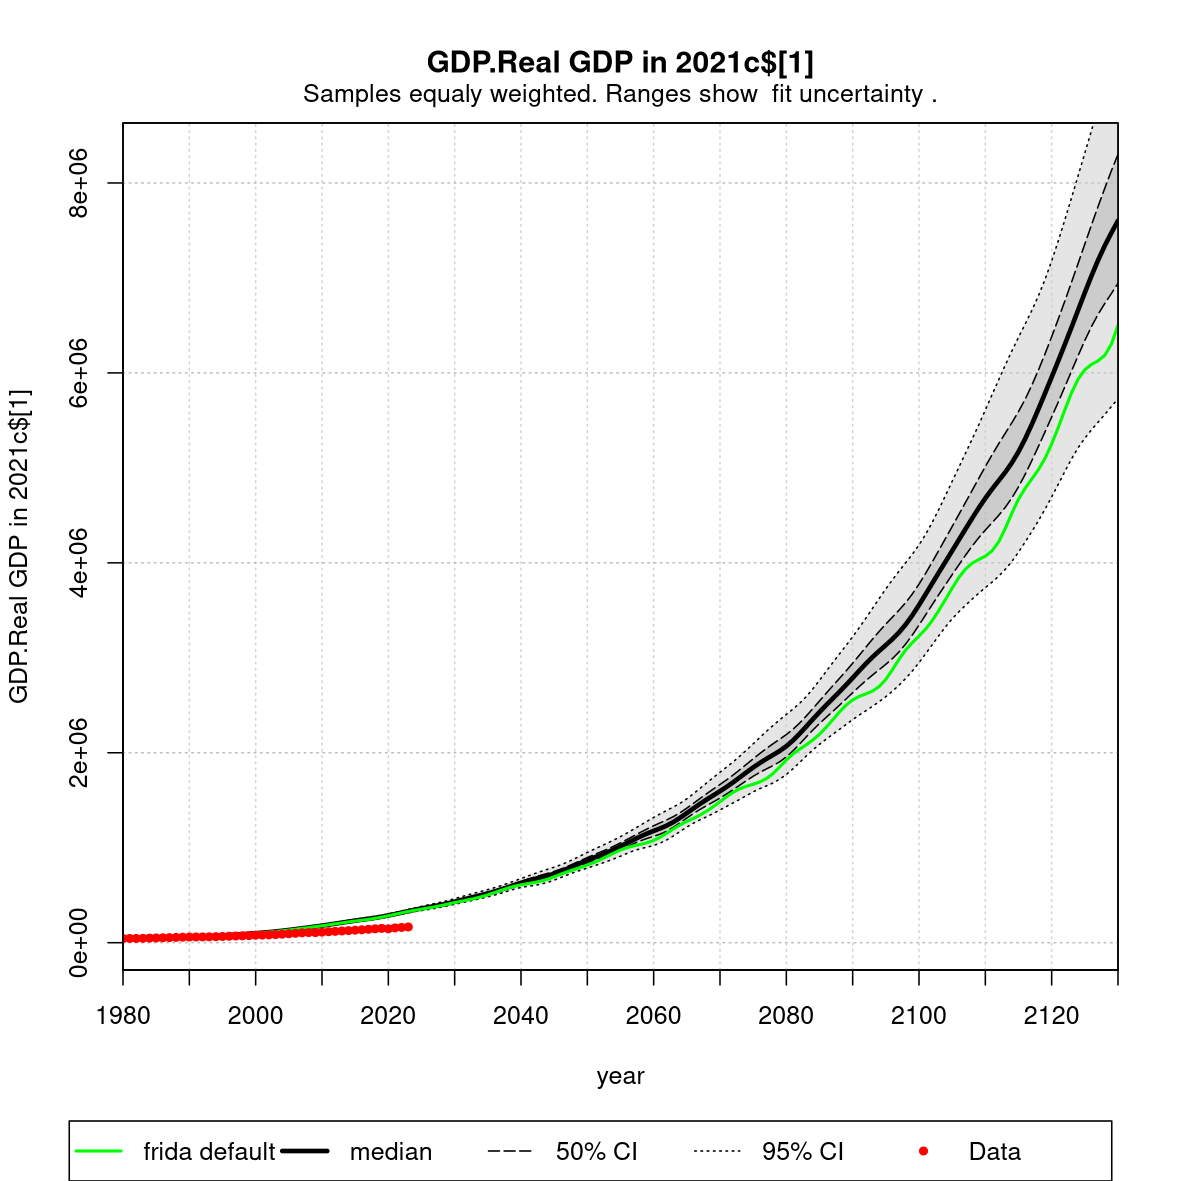 GDP.Real GDP in 2021c$[1]
Samples equaly weighted. Ranges show  fit uncertainty .
GDP.Real GDP in 2021c$[1]
8e+06
6e+06
4e+06
2e+06
0e+00
1980 2000 2020 2040 2060 2080 2100 2120
year
frida default median 50% CI 95% CI Data